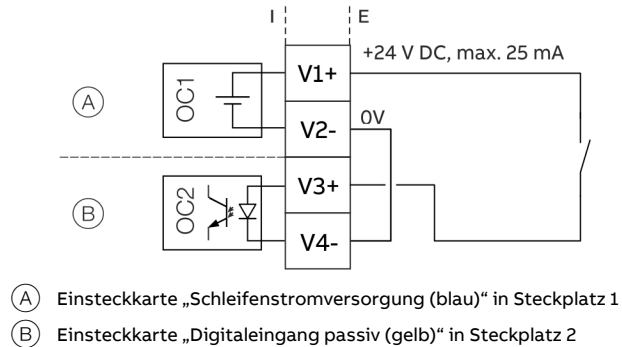 I E
+24 V DC, max. 25 mA
OC1
V1+
A
V2-
0V
V3+
OC2
B
V4-
A Einsteckkarte „Schleifenstromversorgung (blau)“ in Steckplatz 1
B Einsteckkarte „Digitaleingang passiv (gelb)“ in Steckplatz 2